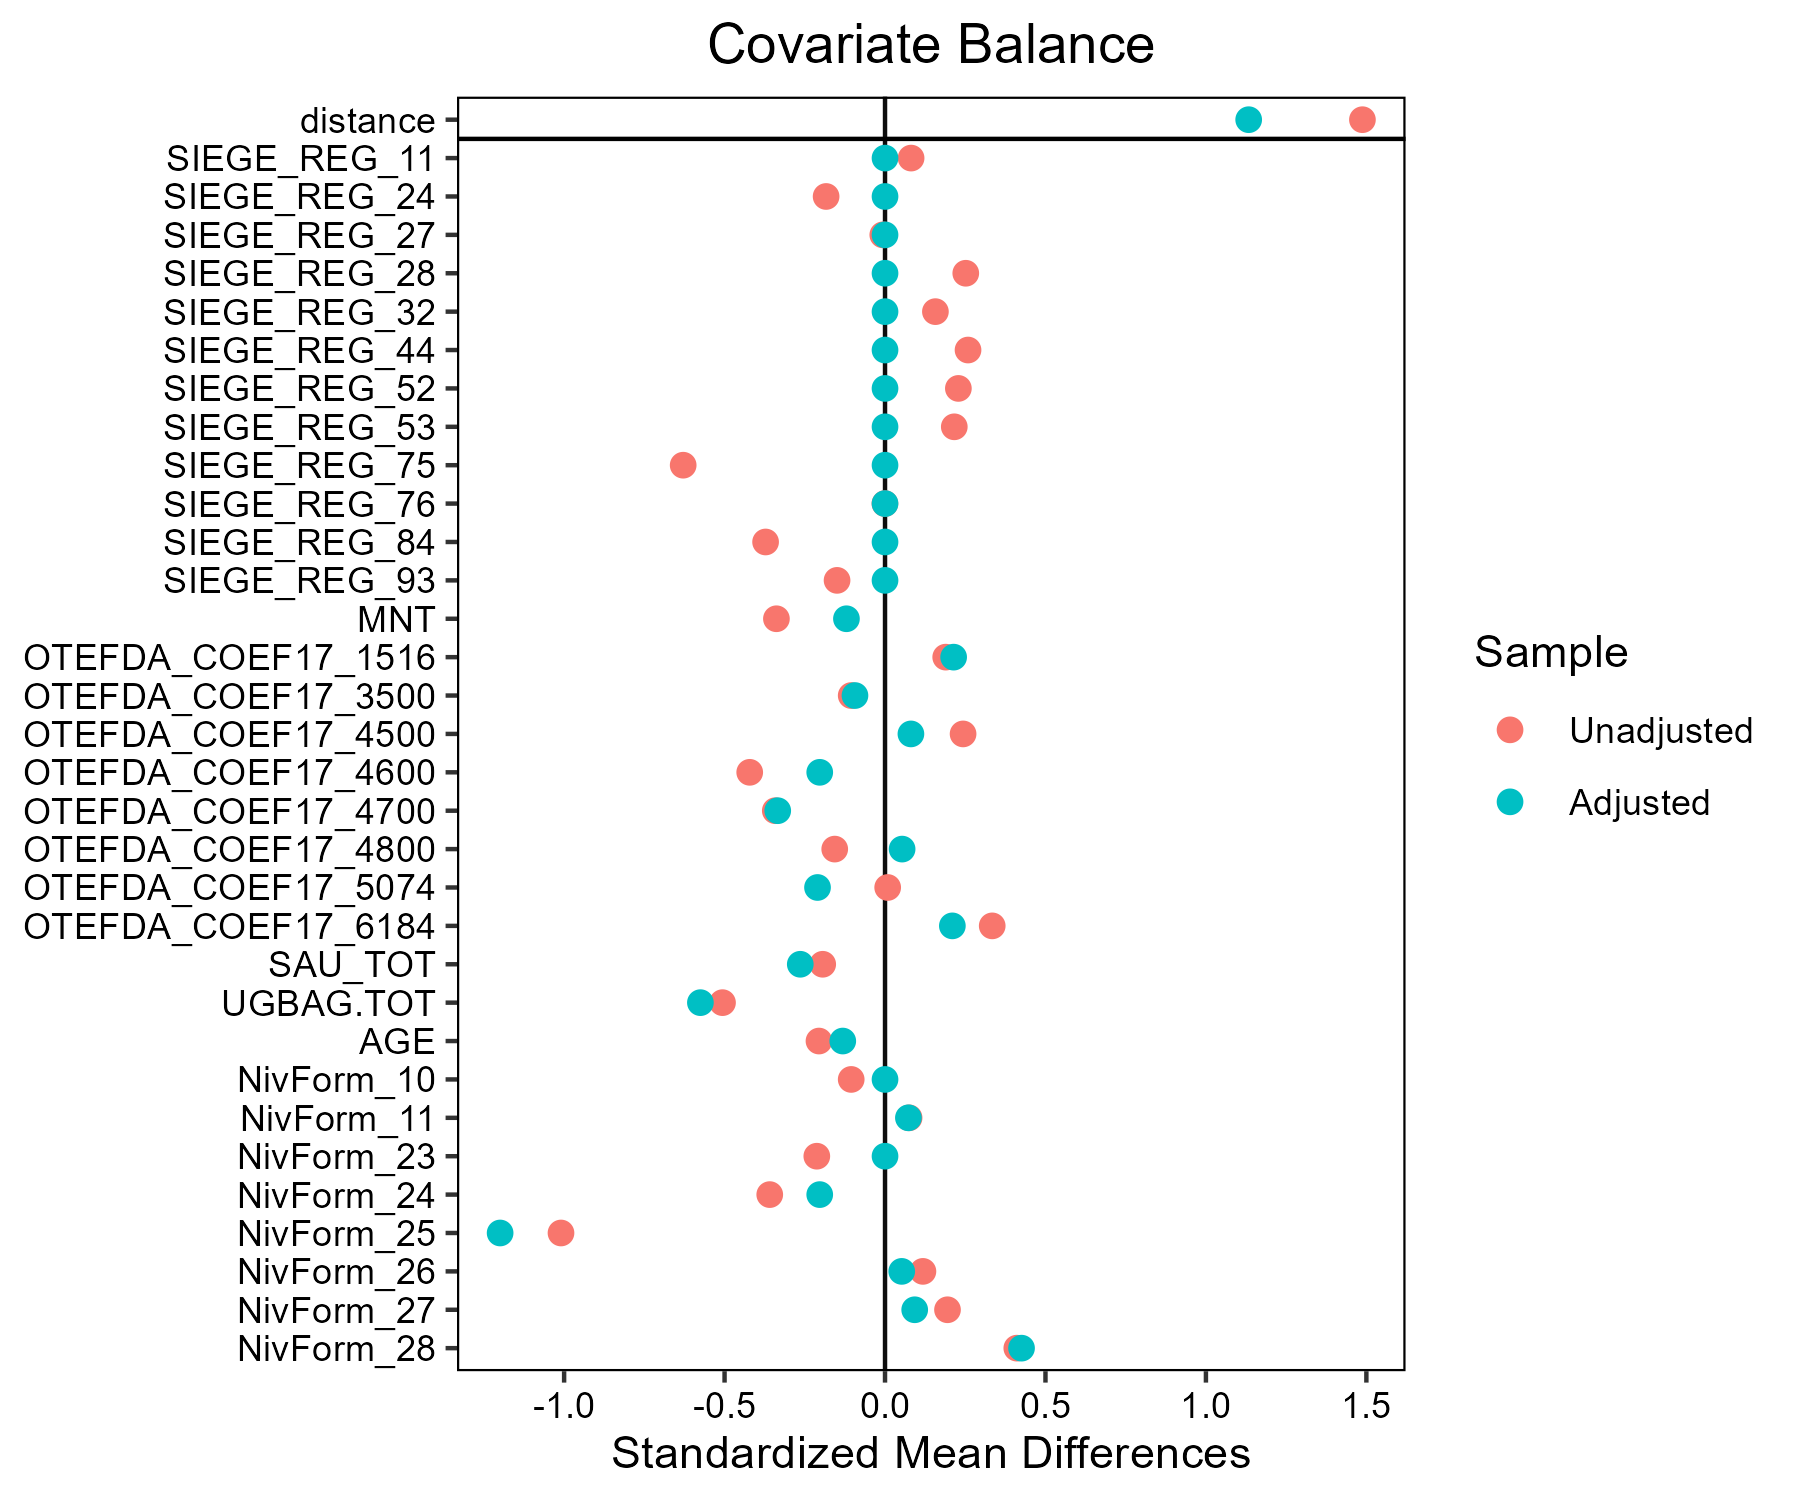 Covariate Balance
distance
SIEGE_REG_11
SIEGE_REG_24
SIEGE_REG_27
SIEGE_REG_28
SIEGE_REG_32
SIEGE_REG_44
SIEGE_REG_52
SIEGE_REG_53
SIEGE_REG_75
SIEGE_REG_76
SIEGE_REG_84
SIEGE_REG_93
MNT
OTEFDA_COEF17_1516
OTEFDA_COEF17_3500
OTEFDA_COEF17_4500
OTEFDA_COEF17_4600
OTEFDA_COEF17_4700
OTEFDA_COEF17_4800
OTEFDA_COEF17_5074
OTEFDA_COEF17_6184
SAU_TOT
UGBAG.TOT
AGE
NivForm_10
NivForm_11
NivForm_23
NivForm_24
NivForm_25
NivForm_26
NivForm_27
NivForm_28
-1.0 -0.5 0.0 0.5 1.0 1.5
Standardized Mean Differences
Sample
Unadjusted
Adjusted